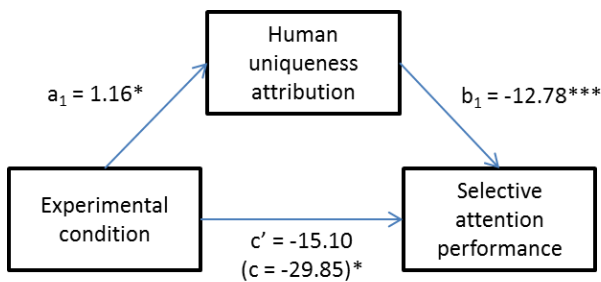 Human
uniqueness
attribution
a₁ = 1.16*
b₁ = -12.78***
Experimental
condition
c’ = -15.10
(c = -29.85)*
Selective
attention
performance